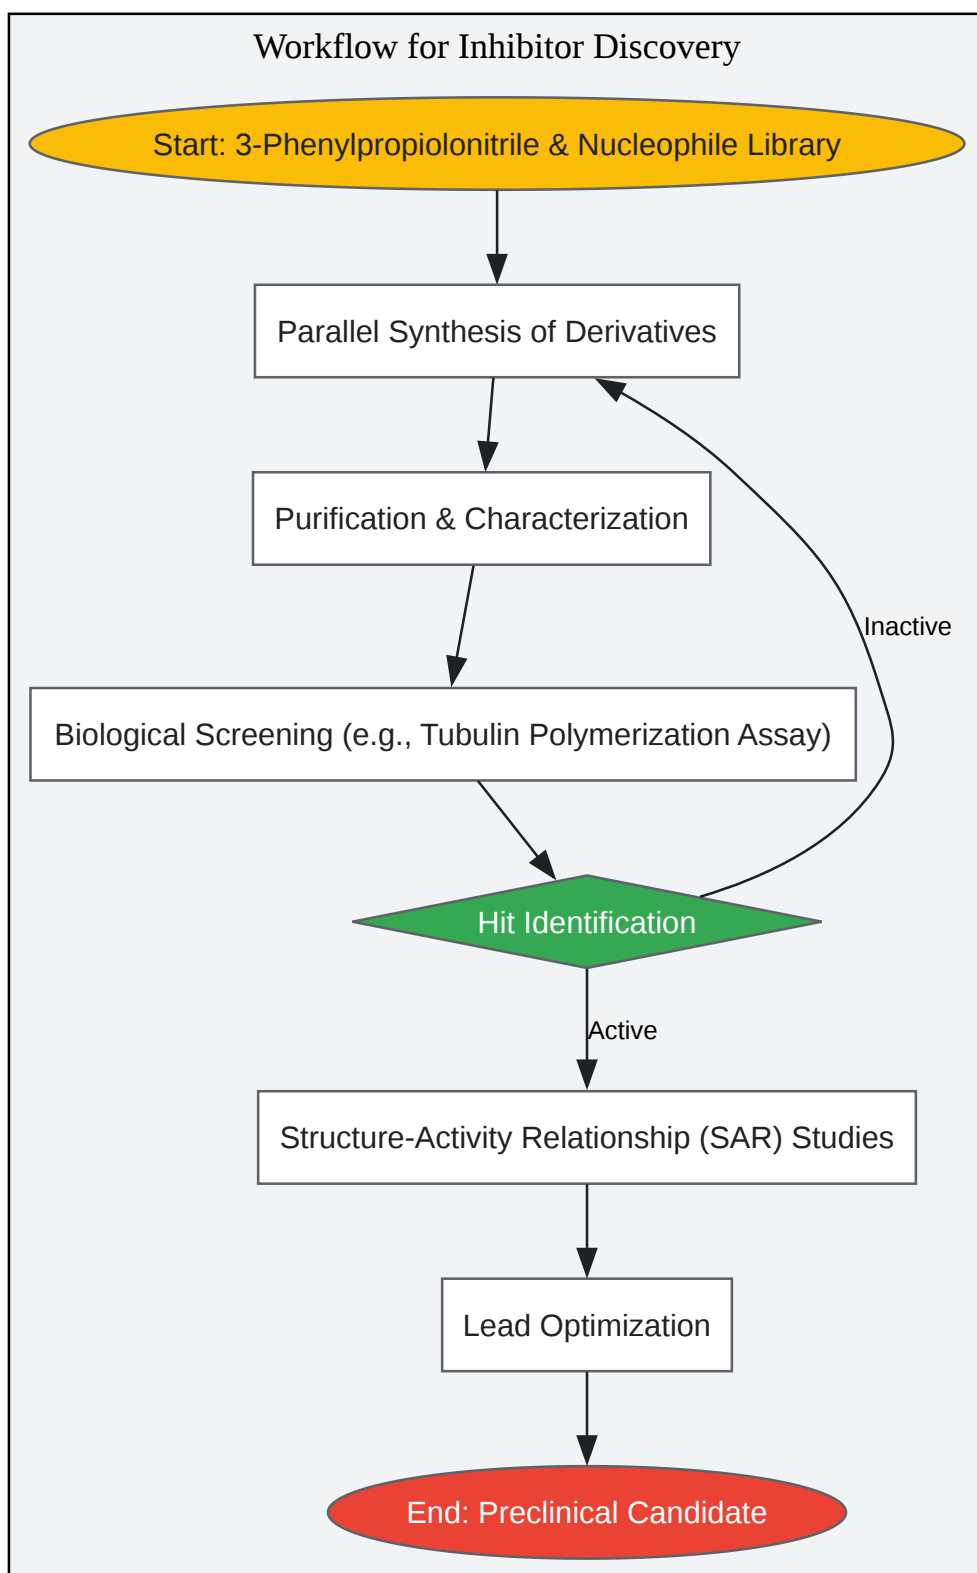 Workflow for Inhibitor Discovery
Start: 3-Phenylpropiolonitrile & Nucleophile Library
Parallel Synthesis of Derivatives
Purification & Characterization
Inactive
Biological Screening (e.g., Tubulin Polymerization Assay)
Hit Identification
Active
Structure-Activity Relationship (SAR) Studies
Lead Optimization
End: Preclinical Candidate